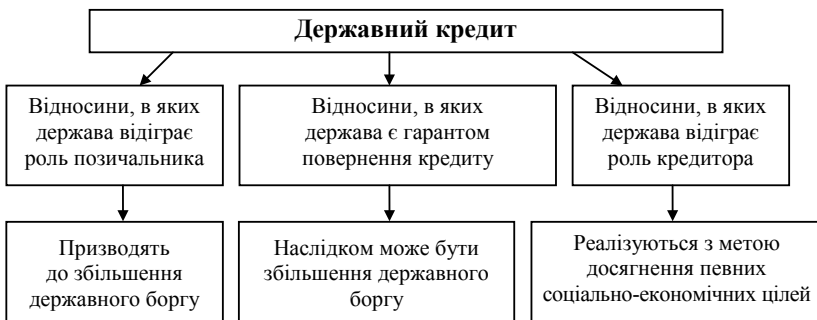 Державний кредит
Відносини, в яких
держава відіграє
роль позичальника
Відносини, в яких
держава є гарантом
повернення кредиту
Відносини, в яких
держава відіграє
роль кредитора
Призводять
до збільшення
державного боргу
Наслідком може бути
збільшення державного
боргу
Реалізуються з метою
досягнення певних
соціально-економічних цілей